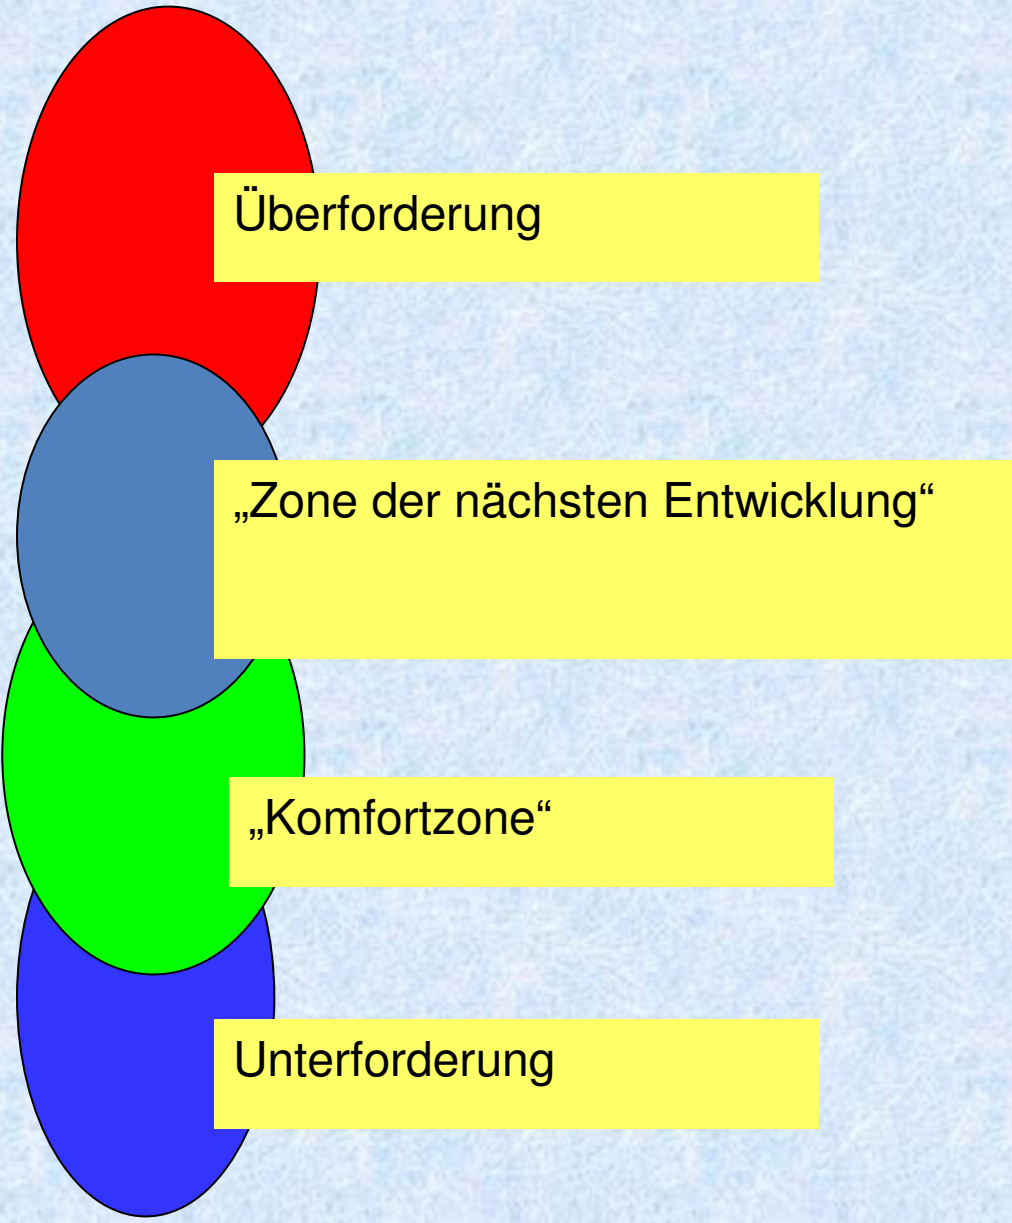 Überforderung
„Zone der nächsten Entwicklung“
„Komfortzone“
Unterforderung